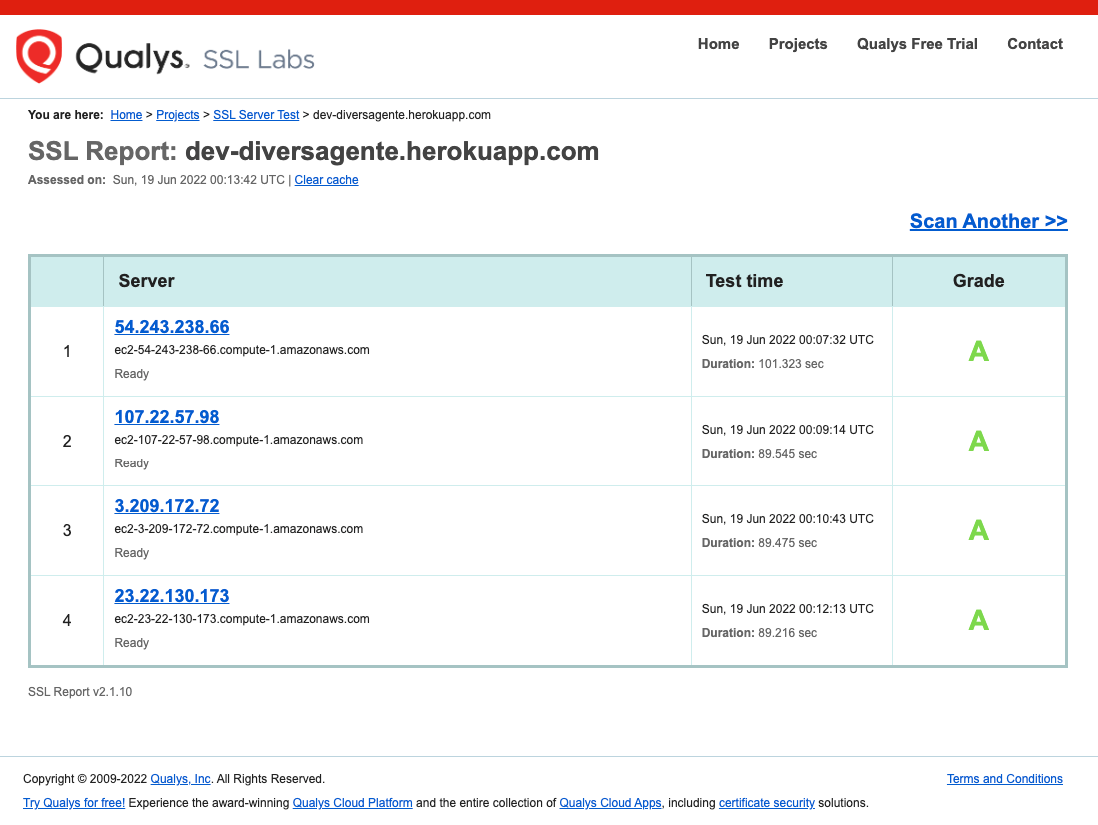 Qualys. SSL Labs
Home Projects Qualys Free Trial Contact
You are here: Home > Projects > SSL Server Test > dev-diversagente.herokuapp.com
SSL Report: dev-diversagente.herokuapp.com
Assessed on: Sun, 19 Jun 2022 00:13:42 UTC | Clear cache
Scan Another >>
Server Test time Grade
1
54.243.238.66
ec2-54-243-238-66.compute-1.amazonaws.com
Ready
Sun, 19 Jun 2022 00:07:32 UTC
Duration: 101.323 sec
A
2
107.22.57.98
ec2-107-22-57-98.compute-1.amazonaws.com
Ready
Sun, 19 Jun 2022 00:09:14 UTC
Duration: 89.545 sec
A
3
3.209.172.72
ec2-3-209-172-72.compute-1.amazonaws.com
Ready
Sun, 19 Jun 2022 00:10:43 UTC
Duration: 89.475 sec
A
4
23.22.130.173
ec2-23-22-130-173.compute-1.amazonaws.com
Ready
Sun, 19 Jun 2022 00:12:13 UTC
Duration: 89.216 sec
A
SSL Report v2.1.10
Copyright © 2009-2022 Qualys, Inc. All Rights Reserved. Terms and Conditions
Try Qualys for free! Experience the award-winning Qualys Cloud Platform and the entire collection of Qualys Cloud Apps, including certificate security solutions.